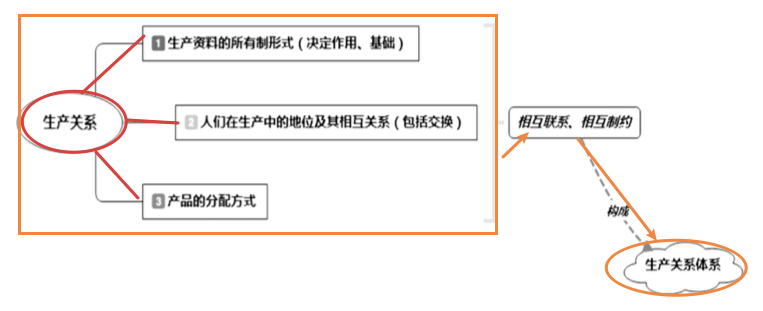 1 生产资料的所有制形式（决定作用、基础）
生产关系
2 人们在生产中的地位及其相互关系（包括交换）
相互联系、相互制约
3 产品的分配方式
构成
生产关系体系